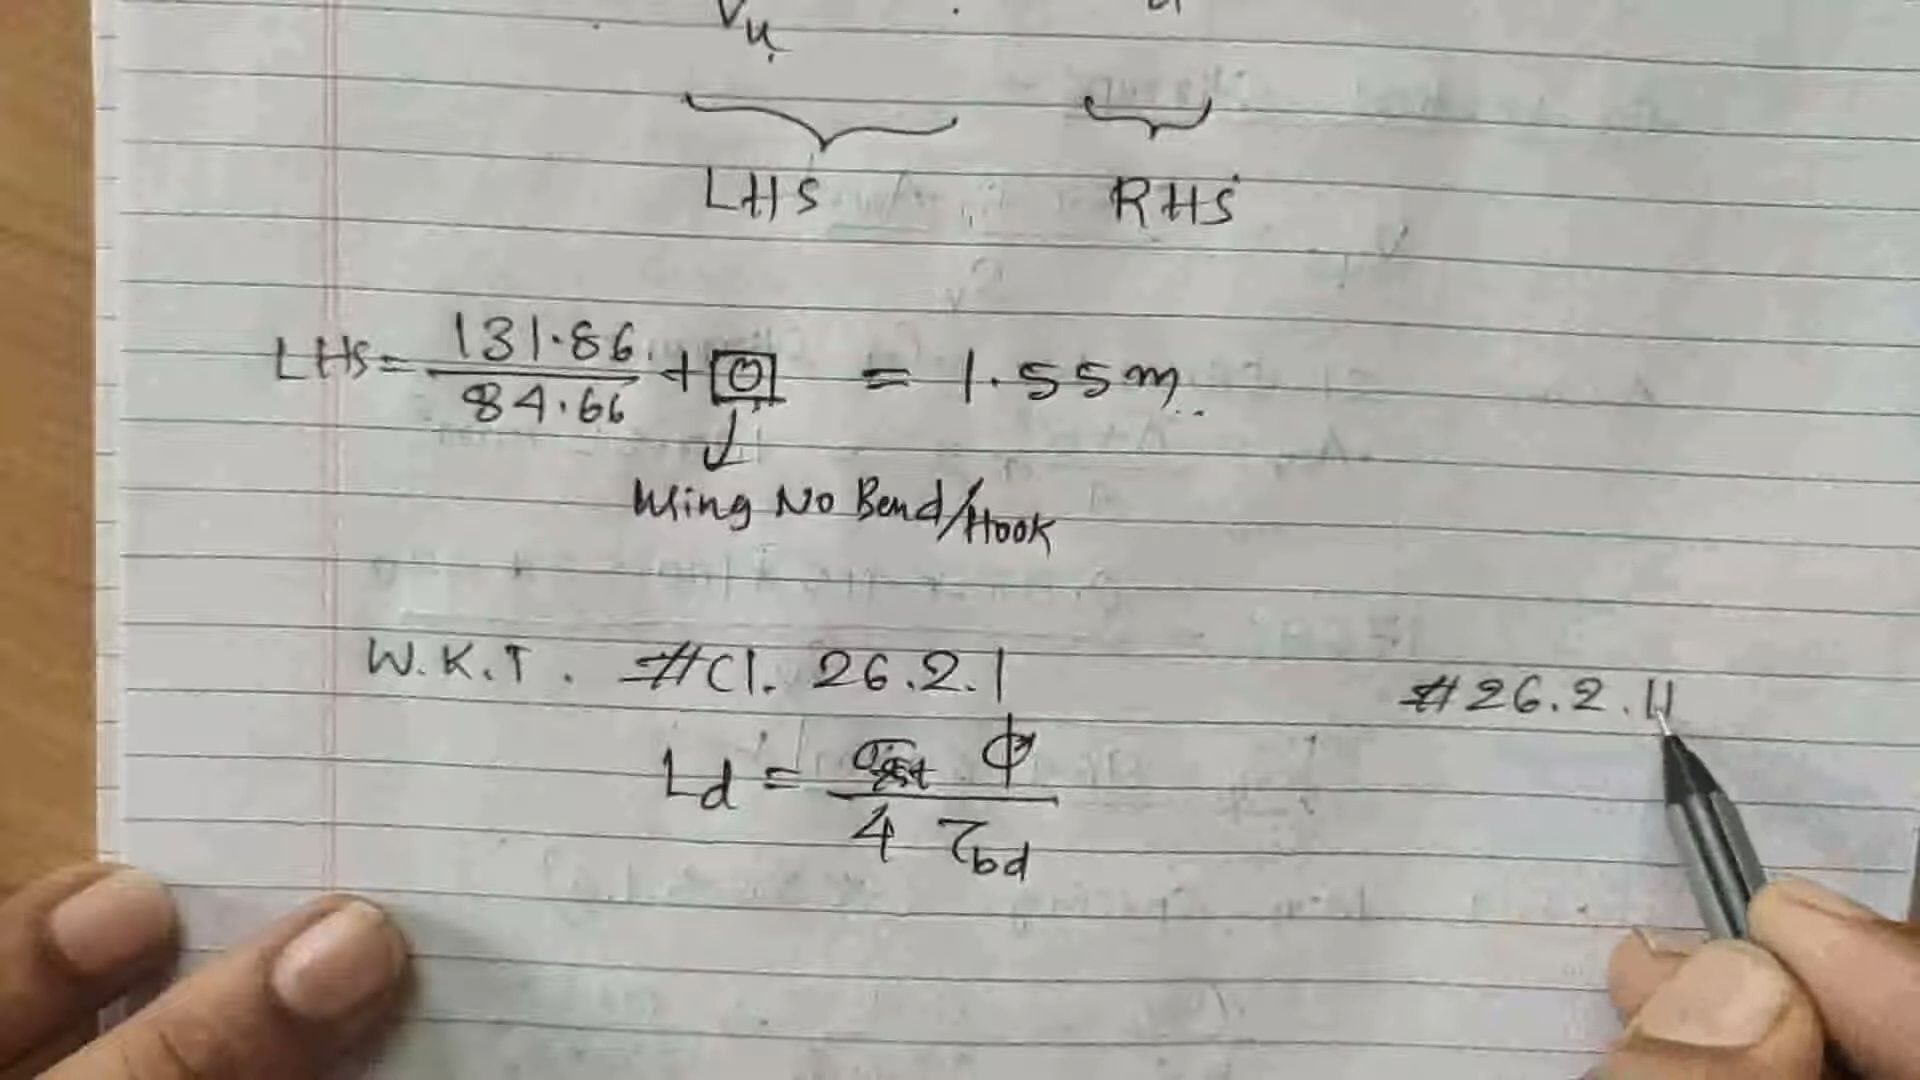 Vu
LHS RHS
LHS = 131.86 / 84.66 + 0 = 1.55m
Using No Bend/Hook
W.K.T. #Cl. 26.2.1 #26.2.11
Ld = σst ϕ / 4 τbd